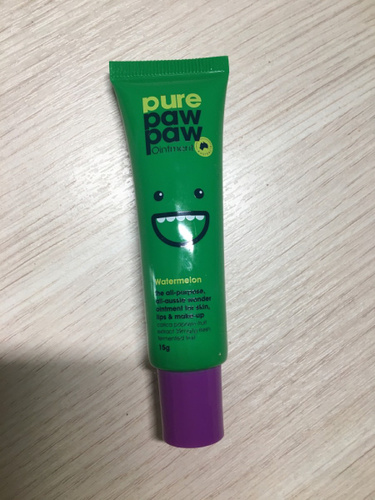 pure
paw
paw
Ointment
Watermelon
the all-purpose,
all-aussie wonder
ointment for skin,
lips & make-up
15g